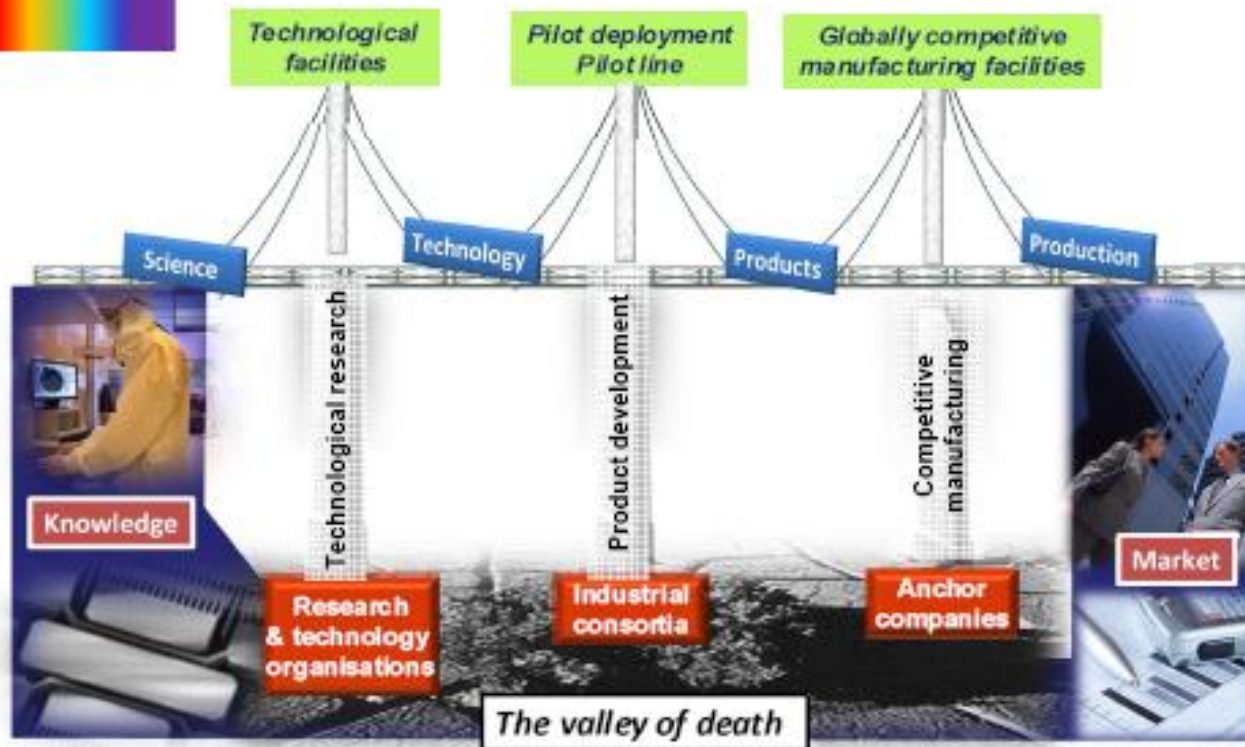 Technological
facilities
Pilot deployment
Pilot line
Globally competitive
manufacturing facilities
Science
Technology
Products
Production
Technological research
Product development
Competitive
manufacturing
Knowledge
Market
Research
& technology
organisations
Industrial
consortia
Anchor
companies
The valley of death